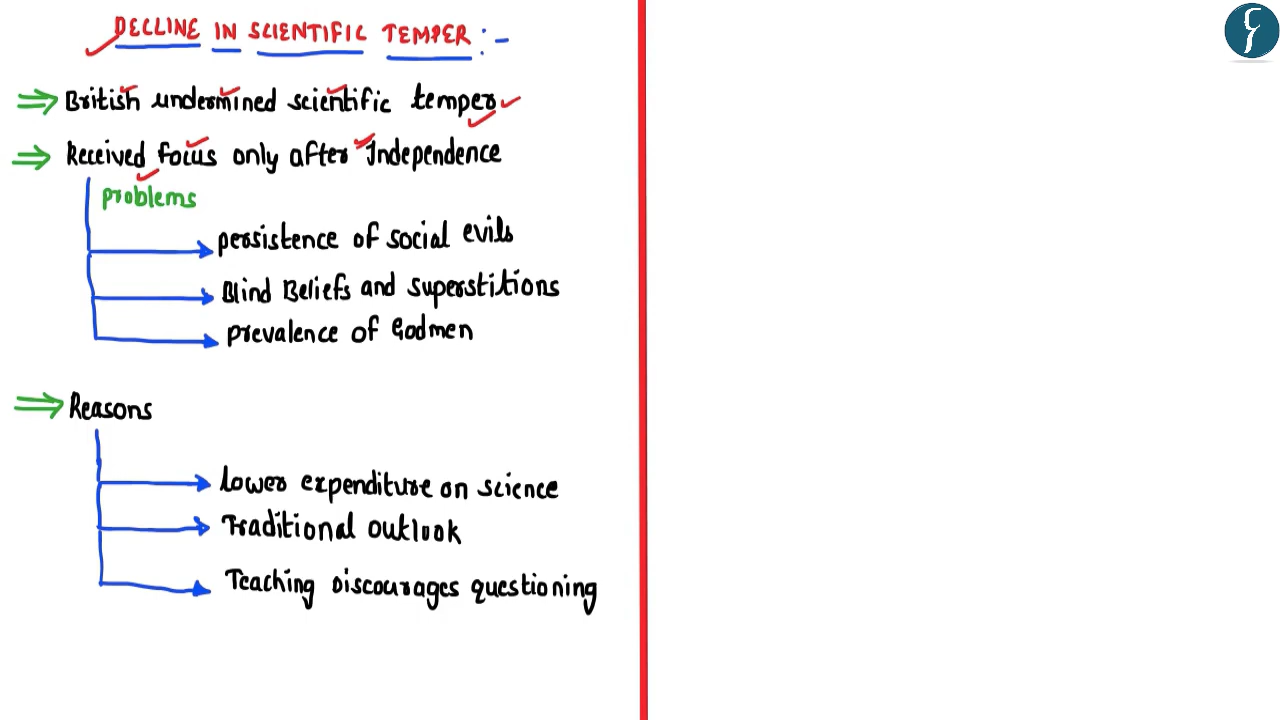 DECLINE IN SCIENTIFIC TEMPER :-
British undermined scientific temper
Received focus only after Independence
problems
persistence of social evils
Blind Beliefs and superstitions
prevalence of Godmen
Reasons
Lower expenditure on science
Traditional outlook
Teaching Discourages questioning